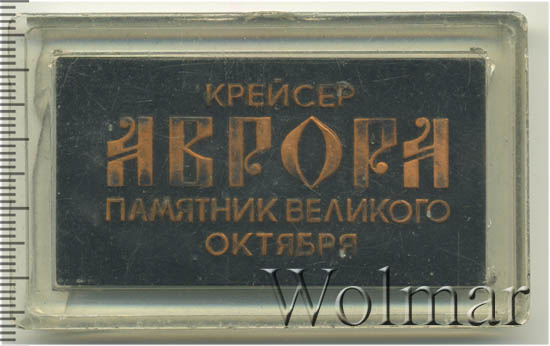 КРЕЙСЕР
АВРОРА
ПАМЯТНИК ВЕЛИКОГО
ОКТЯБРЯ
Wolmar